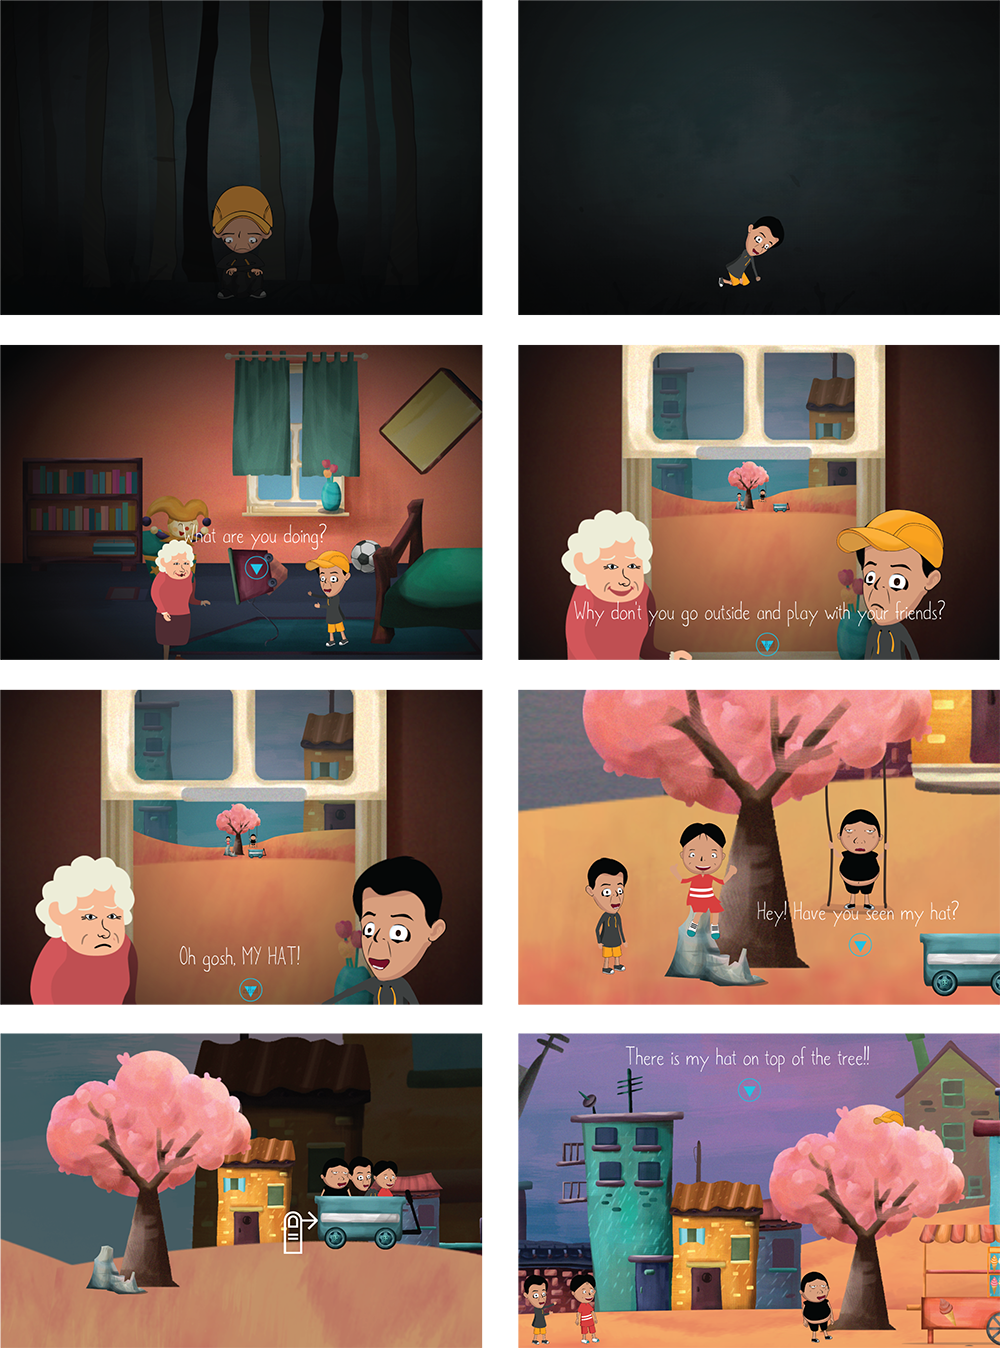 What are you doing?
Why don't you go outside and play with your friends?
Oh gosh, MY HAT!
Hey! Have you seen my hat?
There is my hat on top of the tree!!